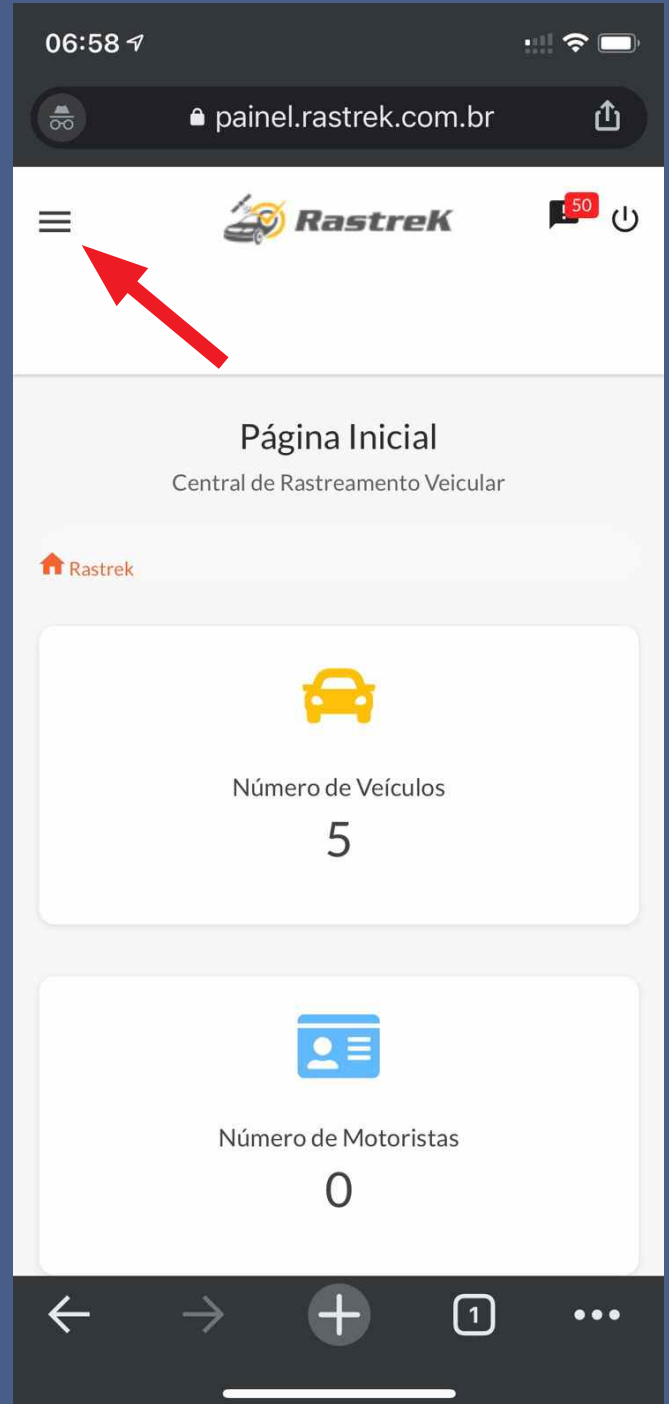 06:58
painel.rastrek.com.br
RastreK
50
Página Inicial
Central de Rastreamento Veicular
Rastrek
Número de Veículos
5
Número de Motoristas
0
1